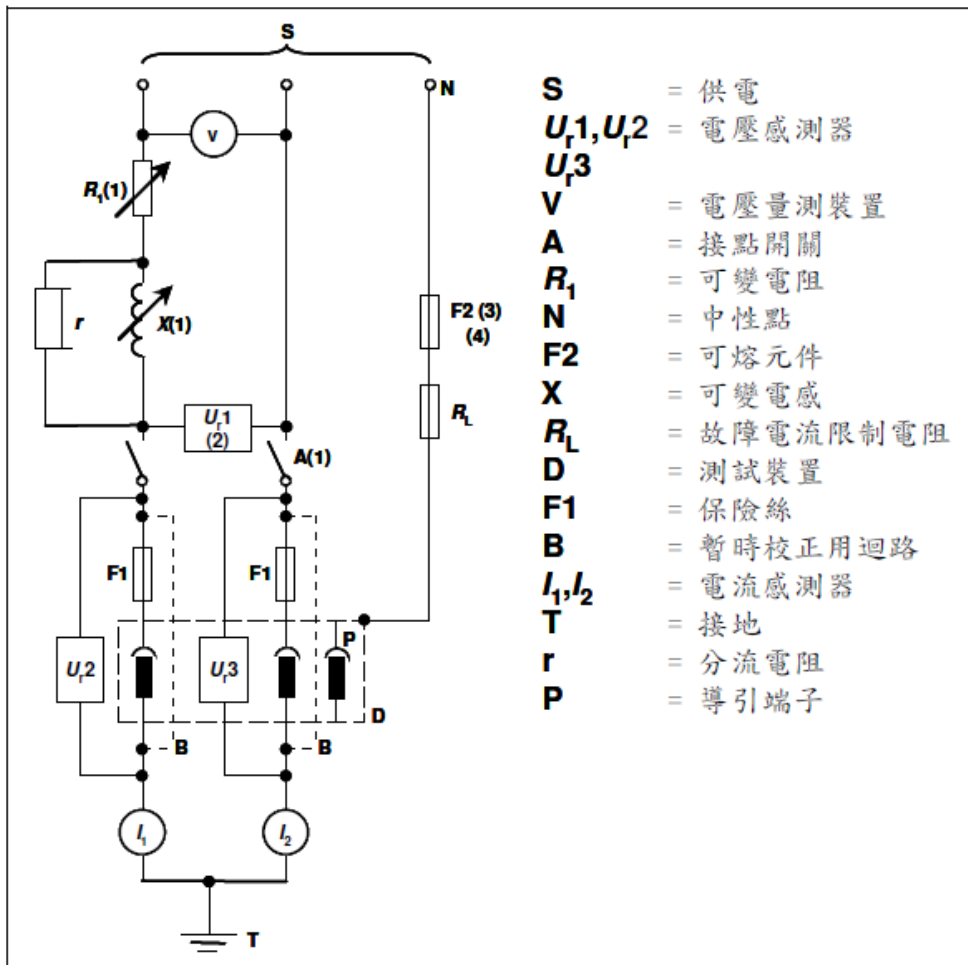 S
N
V
R1(1)
r
X(1)
F2 (3)
(4)
RL
Ur1
(2)
A(1)
F1
F1
P
Ur2
Ur3
D
B
B
I1
I2
T
S = 供電
Ur1,Ur2 = 電壓感測器
Ur3
V = 電壓量測裝置
A = 接點開關
R1 = 可變電阻
N = 中性點
F2 = 可熔元件
X = 可變電感
RL = 故障電流限制電阻
D = 測試裝置
F1 = 保險絲
B = 暫時校正用迴路
I1,I2 = 電流感測器
T = 接地
r = 分流電阻
P = 導引端子